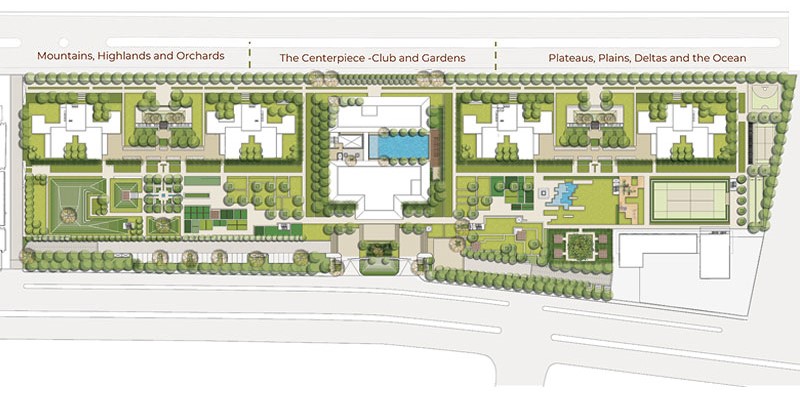 Mountains, Highlands and Orchards
The Centerpiece -Club and Gardens
Plateaus, Plains, Deltas and the Ocean